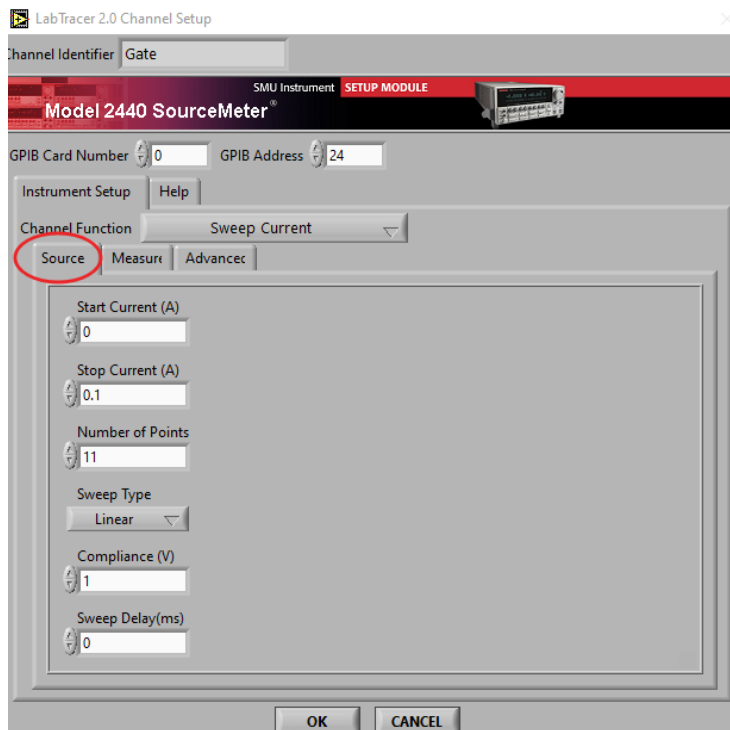 LabTracer 2.0 Channel Setup
Channel Identifier Gate
SMU Instrument SETUP MODULE
Model 2440 SourceMeter®
GPIB Card Number 0 GPIB Address 24
Instrument Setup Help
Channel Function Sweep Current
Source Measure Advancec
Start Current (A)
0
Stop Current (A)
0.1
Number of Points
11
Sweep Type
Linear
Compliance (V)
1
Sweep Delay(ms)
0
OK CANCEL